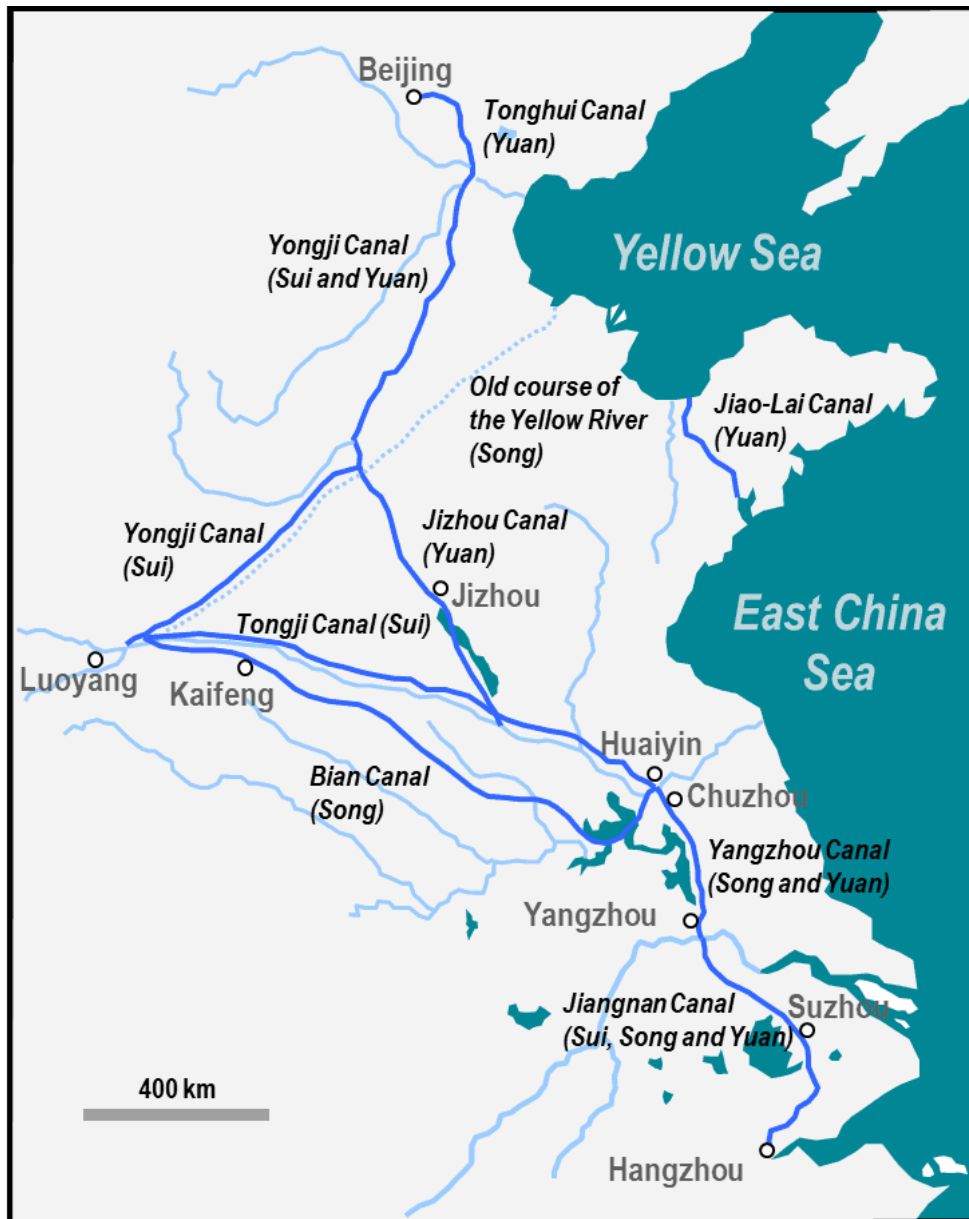 Beijing
Tonghui Canal
(Yuan)
Yongji Canal
(Sui and Yuan)
Yellow Sea
Old course of
the Yellow River
(Song)
Jiao-Lai Canal
(Yuan)
Yongji Canal
(Sui)
Jizhou Canal
(Yuan)
Jizhou
Tongji Canal (Sui)
East China
Sea
Luoyang
Kaifeng
Huaiyin
Bian Canal
(Song)
Chuzhou
Yangzhou Canal
(Song and Yuan)
Yangzhou
Jiangnan Canal
(Sui, Song and Yuan)
Suzhou
400 km
Hangzhou